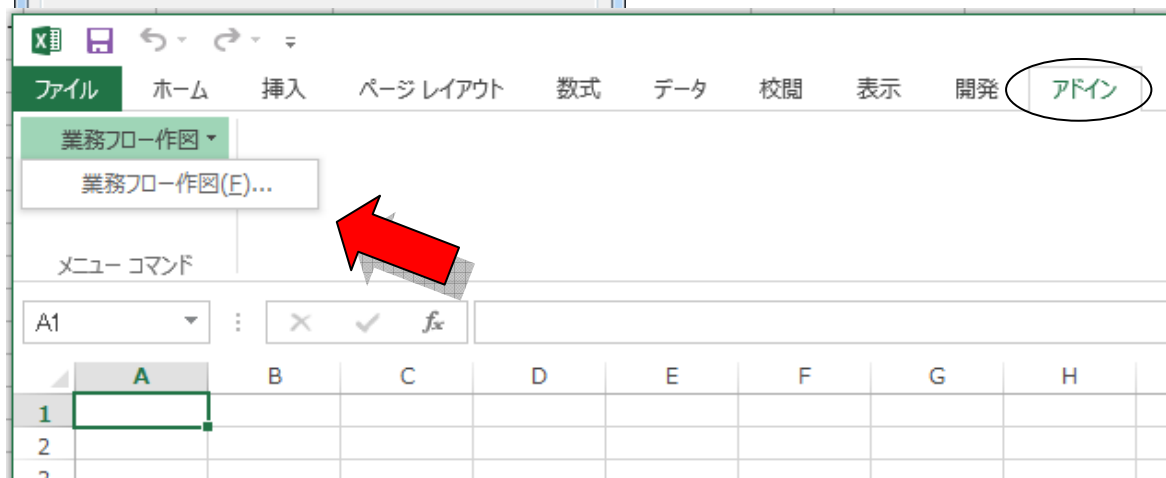 ファイル ホーム 挿入 ページ レイアウト 数式 データ 校閲 表示 開発 アドイン
業務フロー作図
業務フロー作図(F)...
メニュー コマンド
A1 fx
A B C D E F G H
1
2